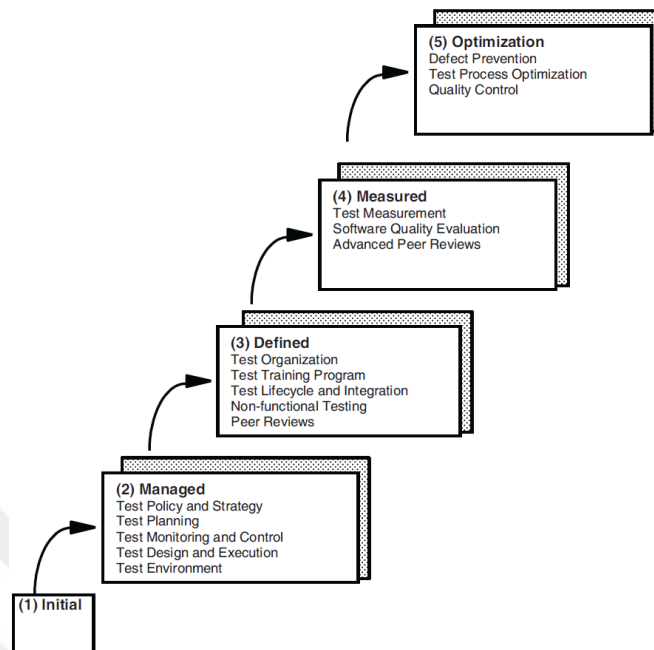 (5) Optimization
Defect Prevention
Test Process Optimization
Quality Control
(4) Measured
Test Measurement
Software Quality Evaluation
Advanced Peer Reviews
(3) Defined
Test Organization
Test Training Program
Test Lifecycle and Integration
Non-functional Testing
Peer Reviews
(2) Managed
Test Policy and Strategy
Test Planning
Test Monitoring and Control
Test Design and Execution
Test Environment
(1) Initial